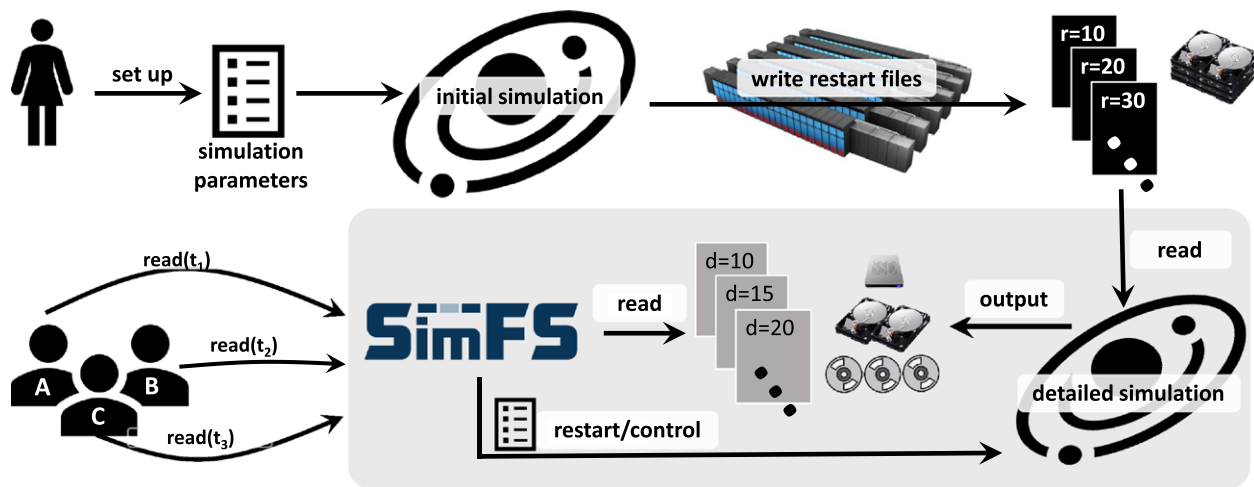 set up
simulation
parameters
initial simulation
write restart files
r=10
r=20
r=30
read
read(t₁)
read(t₂)
read(t₃)
A
B
C
SimFS
read
d=10
d=15
d=20
SSD
output
detailed simulation
restart/control